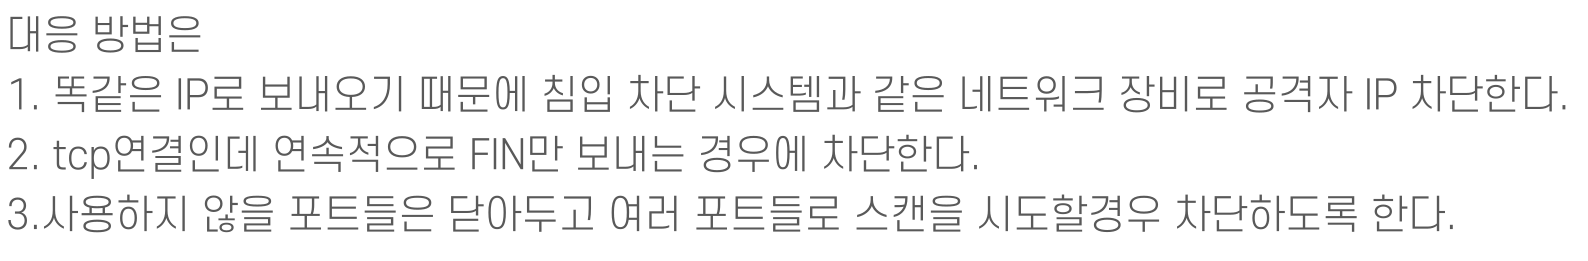 대응 방법은
1. 똑같은 IP로 보내오기 때문에 침입 차단 시스템과 같은 네트워크 장비로 공격자 IP 차단한다.
2. tcp연결인데 연속적으로 FIN만 보내는 경우에 차단한다.
3.사용하지 않을 포트들은 닫아두고 여러 포트들로 스캔을 시도할경우 차단하도록 한다.